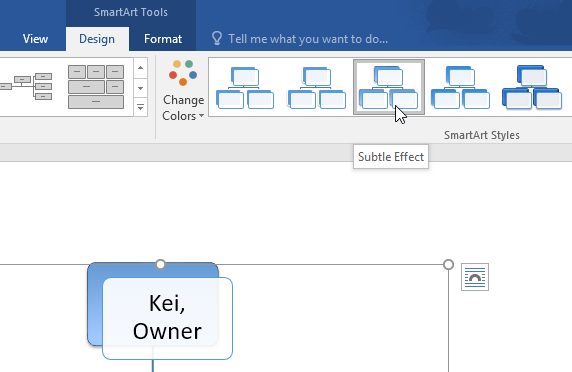 SmartArt Tools
View Design Format Tell me what you want to do...
Change
Colors
SmartArt Styles
Subtle Effect
Kei,
Owner